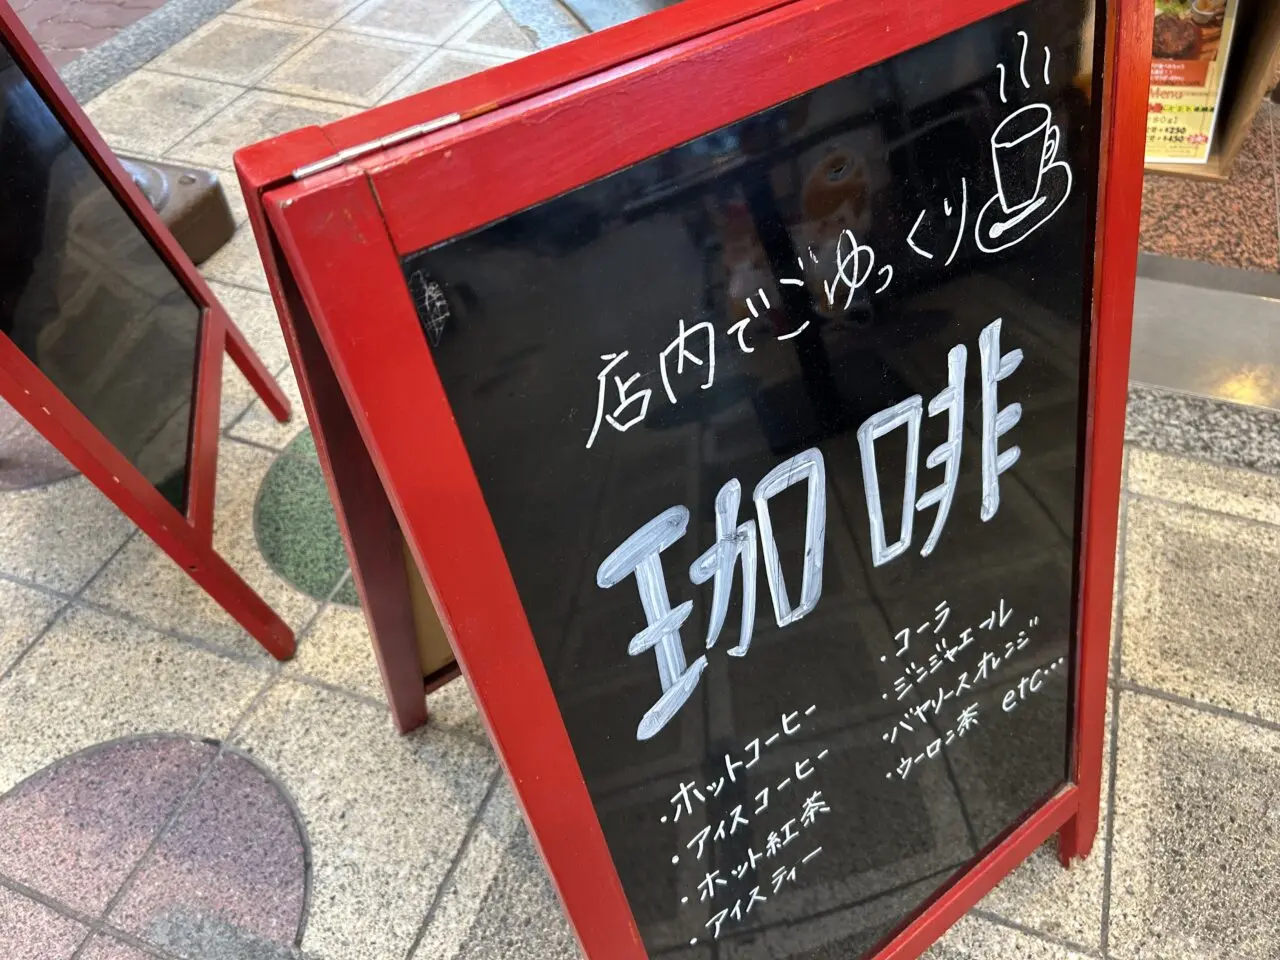 店内でごゆっくり
珈琲
・ホットコーヒー
・アイスコーヒー
・ホット紅茶
・アイスティー
・コーラ
・ジンジャエール
・バヤリースオレンジ
・ウーロン茶 etc...
Menu